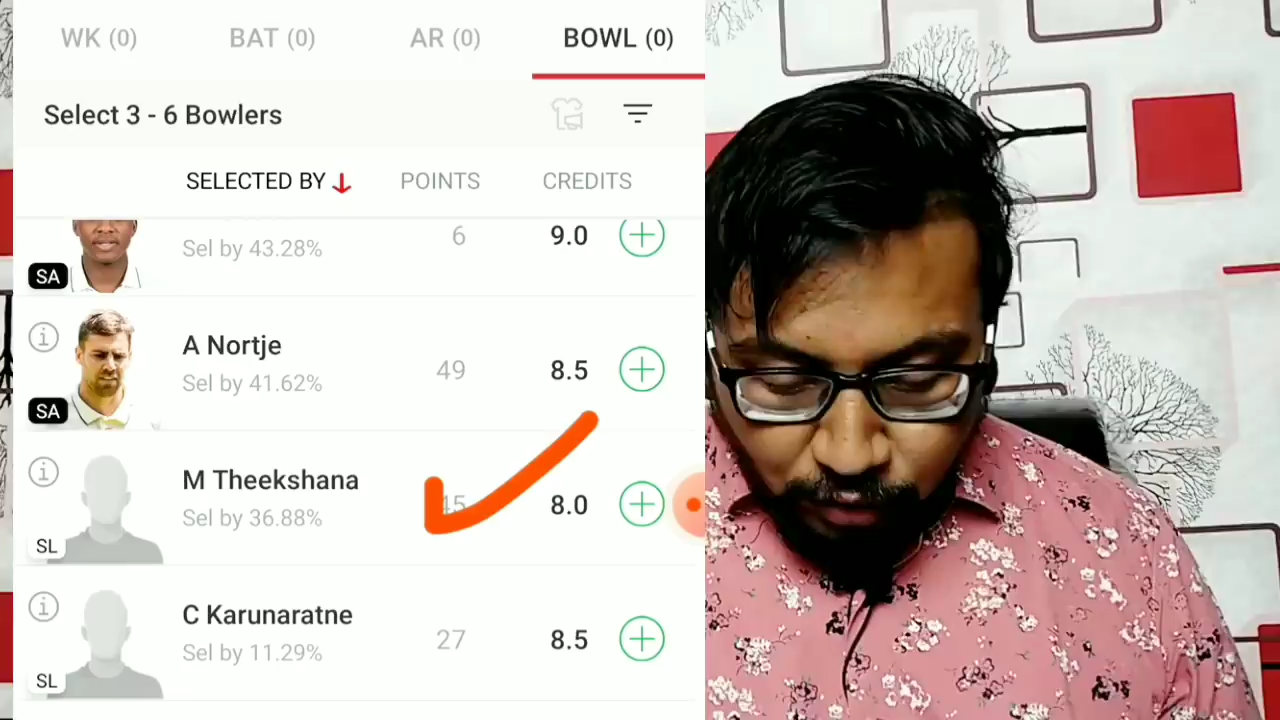 WK (0) BAT (0) AR (0) BOWL (0)
Select 3 - 6 Bowlers
SELECTED BY POINTS CREDITS
Sel by 43.28% 6 9.0
SA
A Nortje
Sel by 41.62% 49 8.5
SA
M Theekshana
Sel by 36.88% 45 8.0
SL
C Karunaratne
Sel by 11.29% 27 8.5
SL